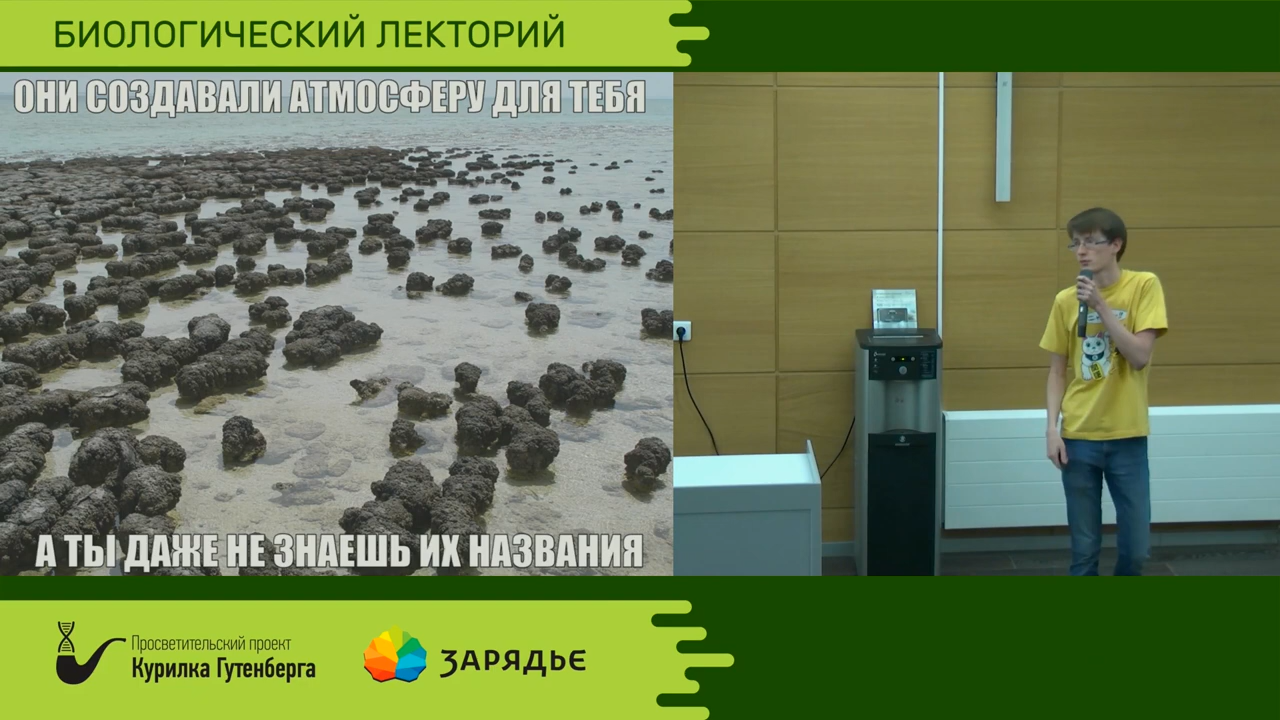 БИОЛОГИЧЕСКИЙ ЛЕКТОРИЙ
ОНИ СОЗДАВАЛИ АТМОСФЕРУ ДЛЯ ТЕБЯ
А ТЫ ДАЖЕ НЕ ЗНАЕШЬ ИХ НАЗВАНИЯ
Просветительский проект
Курилка Гутенберга
ЗАРЯДЬЕ